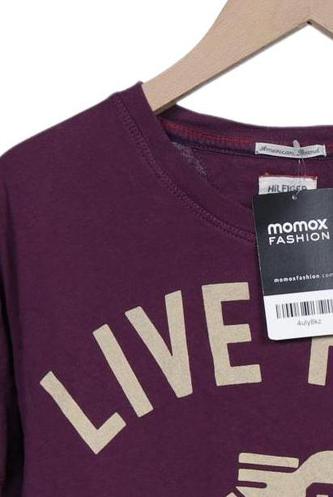 American Brand
HILFIGER
momox
FASHION
momoxfashion.com
4uly8kz
LIVE